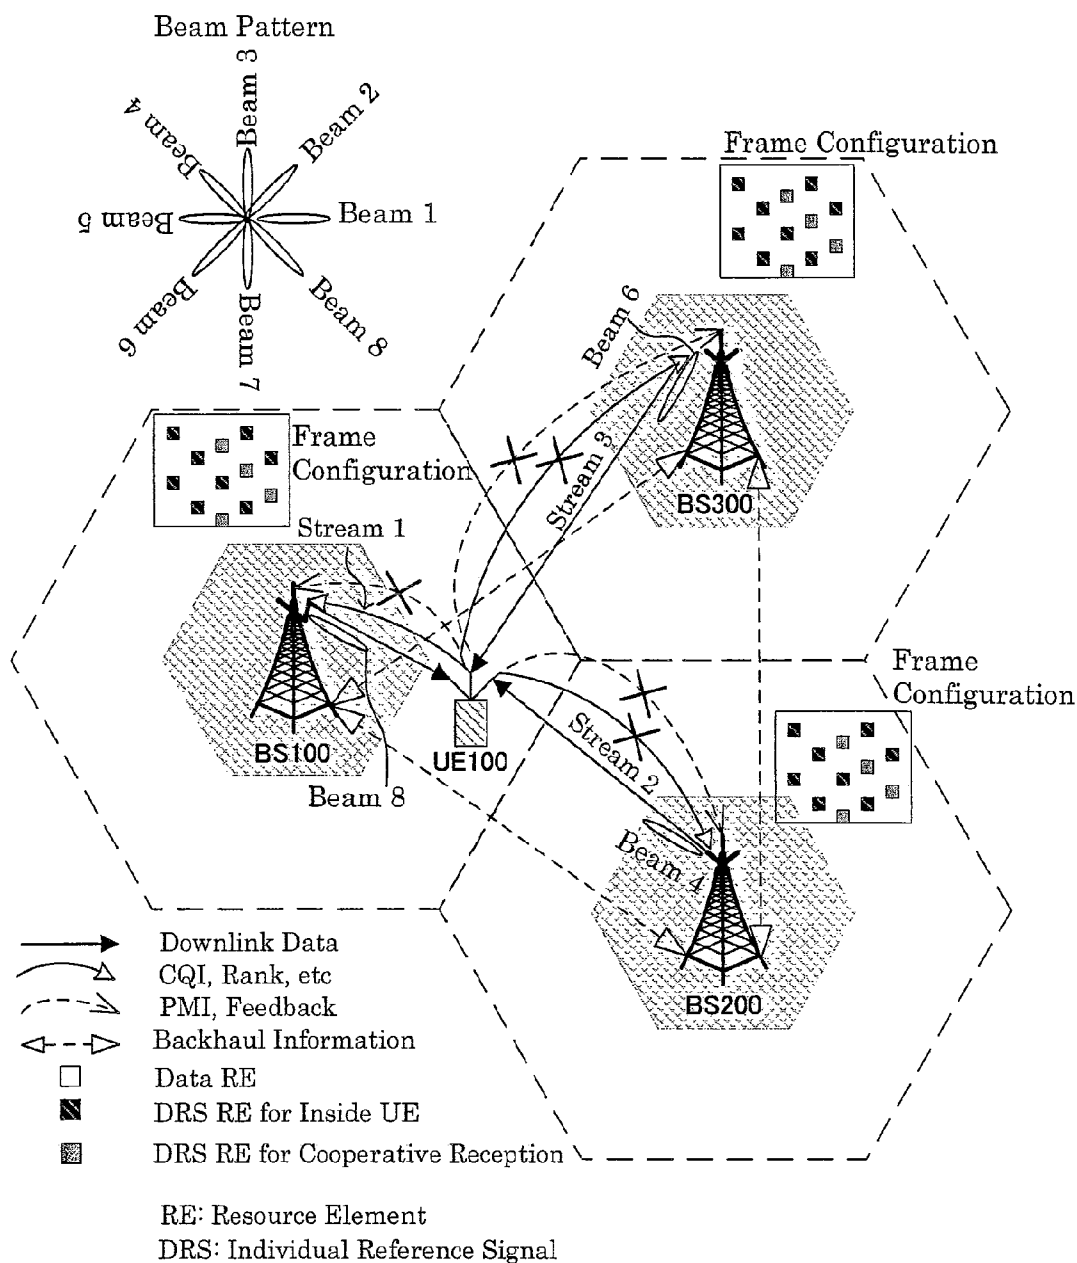 Beam Pattern
Beam 3
Beam 2
Beam 4
Beam 1
Beam 5
Beam 6
Beam 7
Beam 8
Frame Configuration
Beam 6
Stream 3
BS300
Frame
Configuration
Stream 1
BS100
UE100
Beam 8
Frame
Configuration
Stream 2
Beam 4
BS200
Downlink Data
CQI, Rank, etc
PMI, Feedback
Backhaul Information
Data RE
DRS RE for Inside UE
DRS RE for Cooperative Reception
RE: Resource Element
DRS: Individual Reference Signal